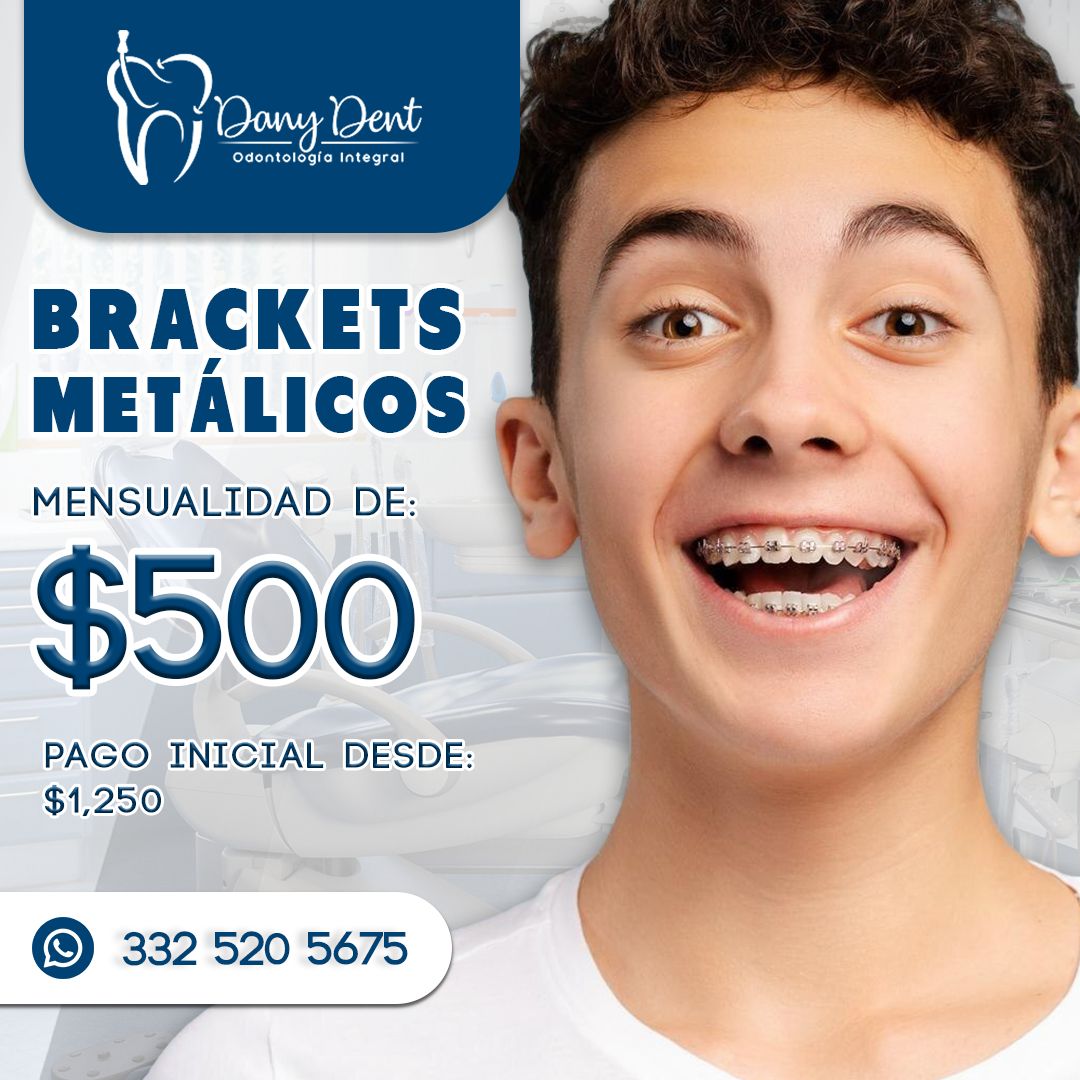 Dany Dent
Odontología Integral
BRACKETS
METÁLICOS
MENSUALIDAD DE:
$500
PAGO INICIAL DESDE:
$1,250
332 520 5675